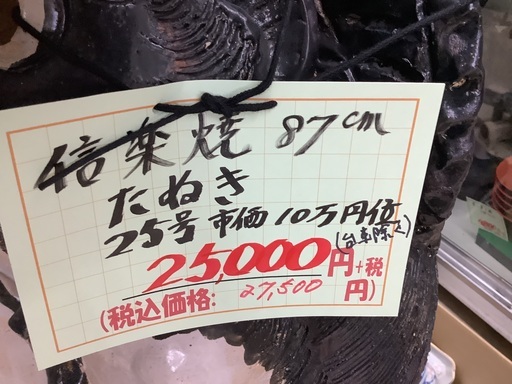 信楽焼 87cm
たぬき
25号 市価10万円位
(台車除く)
25,000円+税
(税込価格: 27,500円)